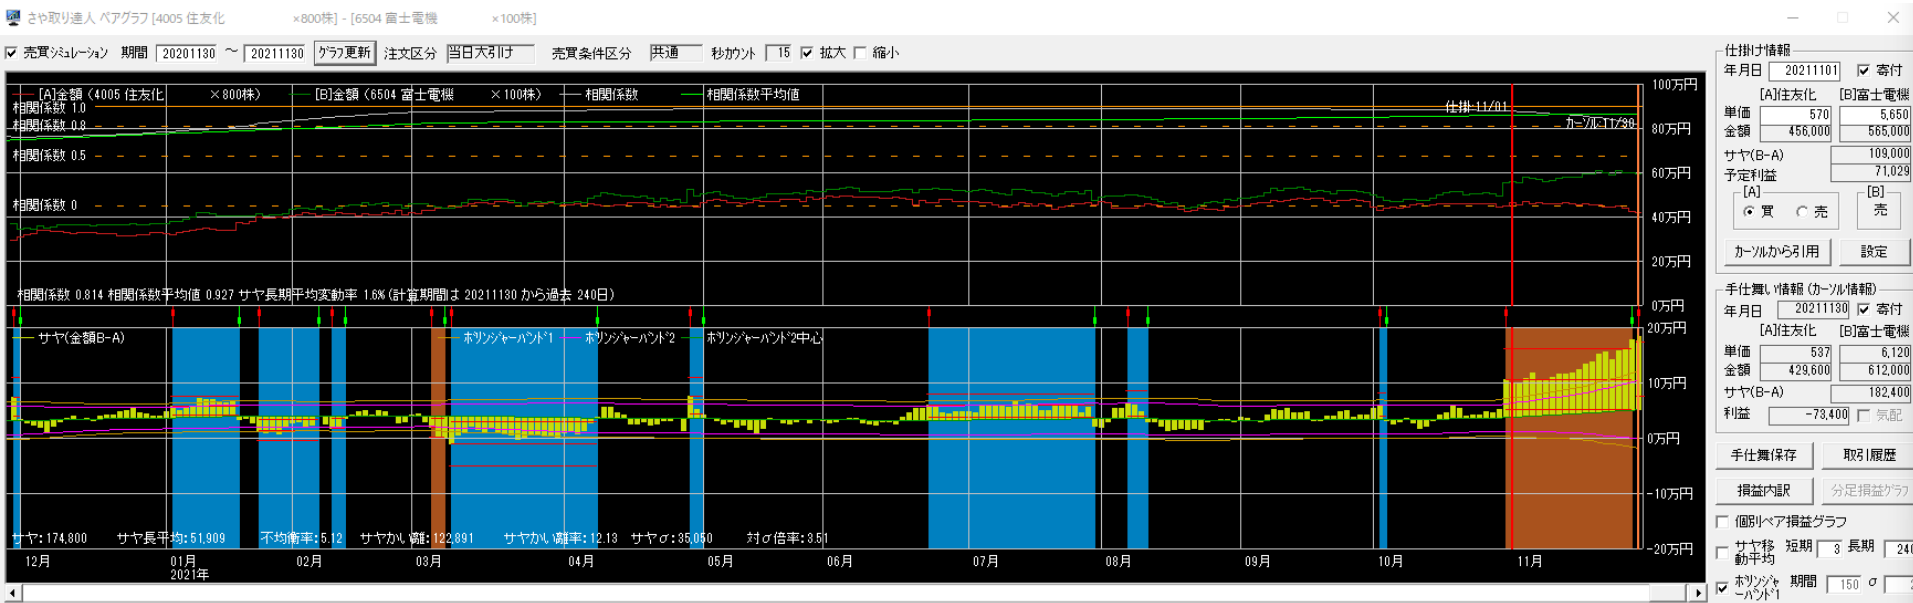 さや取り達人 ペアグラフ [4005 住友化 ×800株] - [6504 富士電機 ×100株]
売買シミュレーション 期間 20201130 ～ 20211130 グラフ更新 注文区分 当日大引け 売買条件区分 共通 秒カウント 15 拡大 縮小
[A]金額 (4005 住友化 ×800株) [B]金額 (6504 富士電機 ×100株) 相関係数 相関係数平均値
相関係数 1.0
相関係数 0.8
相関係数 0.5
相関係数 0
仕掛:11/01
カーソル:11/30
100万円
80万円
60万円
40万円
20万円
0万円
相関係数 0.814 相関係数平均値 0.927 サヤ長期平均変動率 1.6% (計算期間は 20211130 から過去 240日)
サヤ(金額B-A) ボリンジャーバンド1 ボリンジャーバンド2 ボリンジャーバンド2中心
20万円
10万円
0万円
-10万円
-20万円
サヤ:174,800 サヤ長平均:51,909 不均衡率:5.12 サヤかい離:122,891 サヤかい離率:12.13 サヤσ:35,050 対σ倍率:3.51
12月 01月 02月 03月 04月 05月 06月 07月 08月 09月 10月 11月
2021年
仕掛け情報
年月日 20211101 寄付
[A]住友化 [B]富士電機
単価 570 5,650
金額 456,000 565,000
サヤ(B-A) 109,000
予定利益 71,029
[A] [B]
買 売 売
カーソルから引用 設定
手仕舞い情報 (カーソル情報)
年月日 20211130 寄付
[A]住友化 [B]富士電機
単価 537 6,120
金額 429,600 612,000
サヤ(B-A) 182,400
利益 -73,400 気配
手仕舞保存 取引履歴
損益内訳 分足損益グラフ
個別ペア損益グラフ
サヤ移動平均 短期 3 長期 240
ボリンジャーバンド1 期間 150 σ